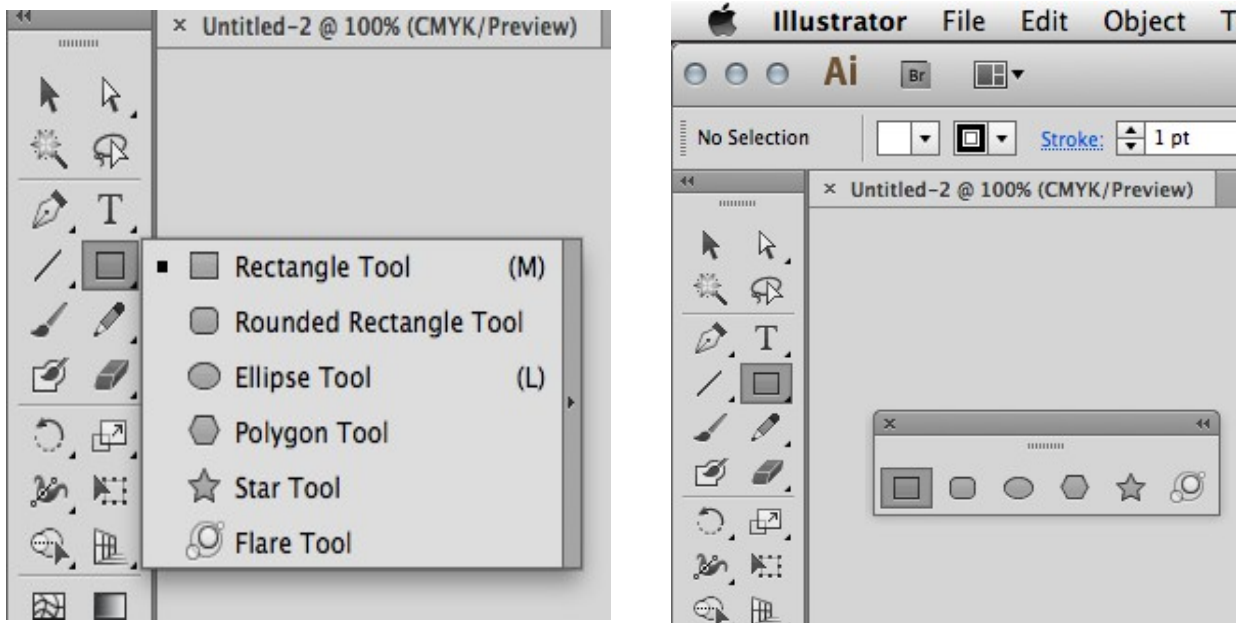 × Untitled-2 @ 100% (CMYK/Preview)
T
Rectangle Tool (M)
Rounded Rectangle Tool
Ellipse Tool (L)
Polygon Tool
Star Tool
Flare Tool
Illustrator File Edit Object T
Ai Br
No Selection Stroke: 1 pt
× Untitled-2 @ 100% (CMYK/Preview)
T